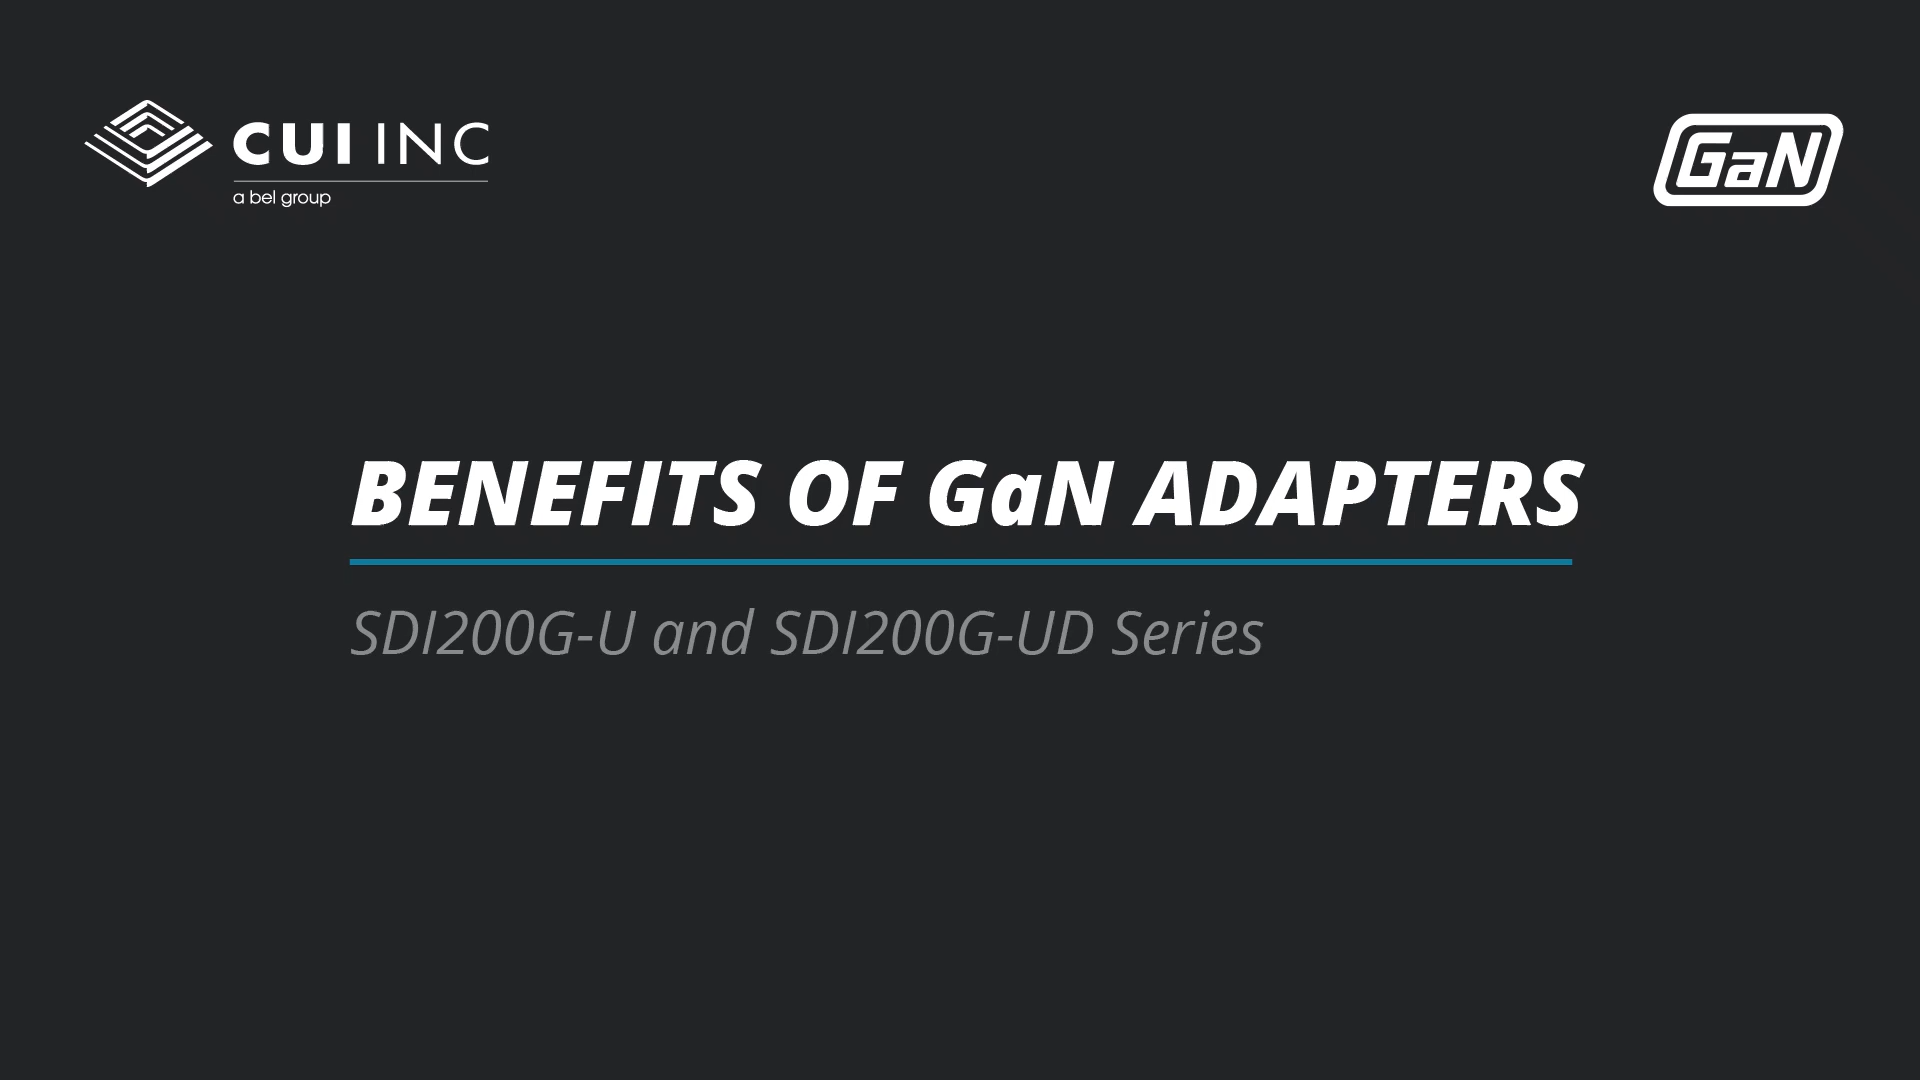 CUI INC
a bel group
GaN
BENEFITS OF GaN ADAPTERS
SDI200G-U and SDI200G-UD Series